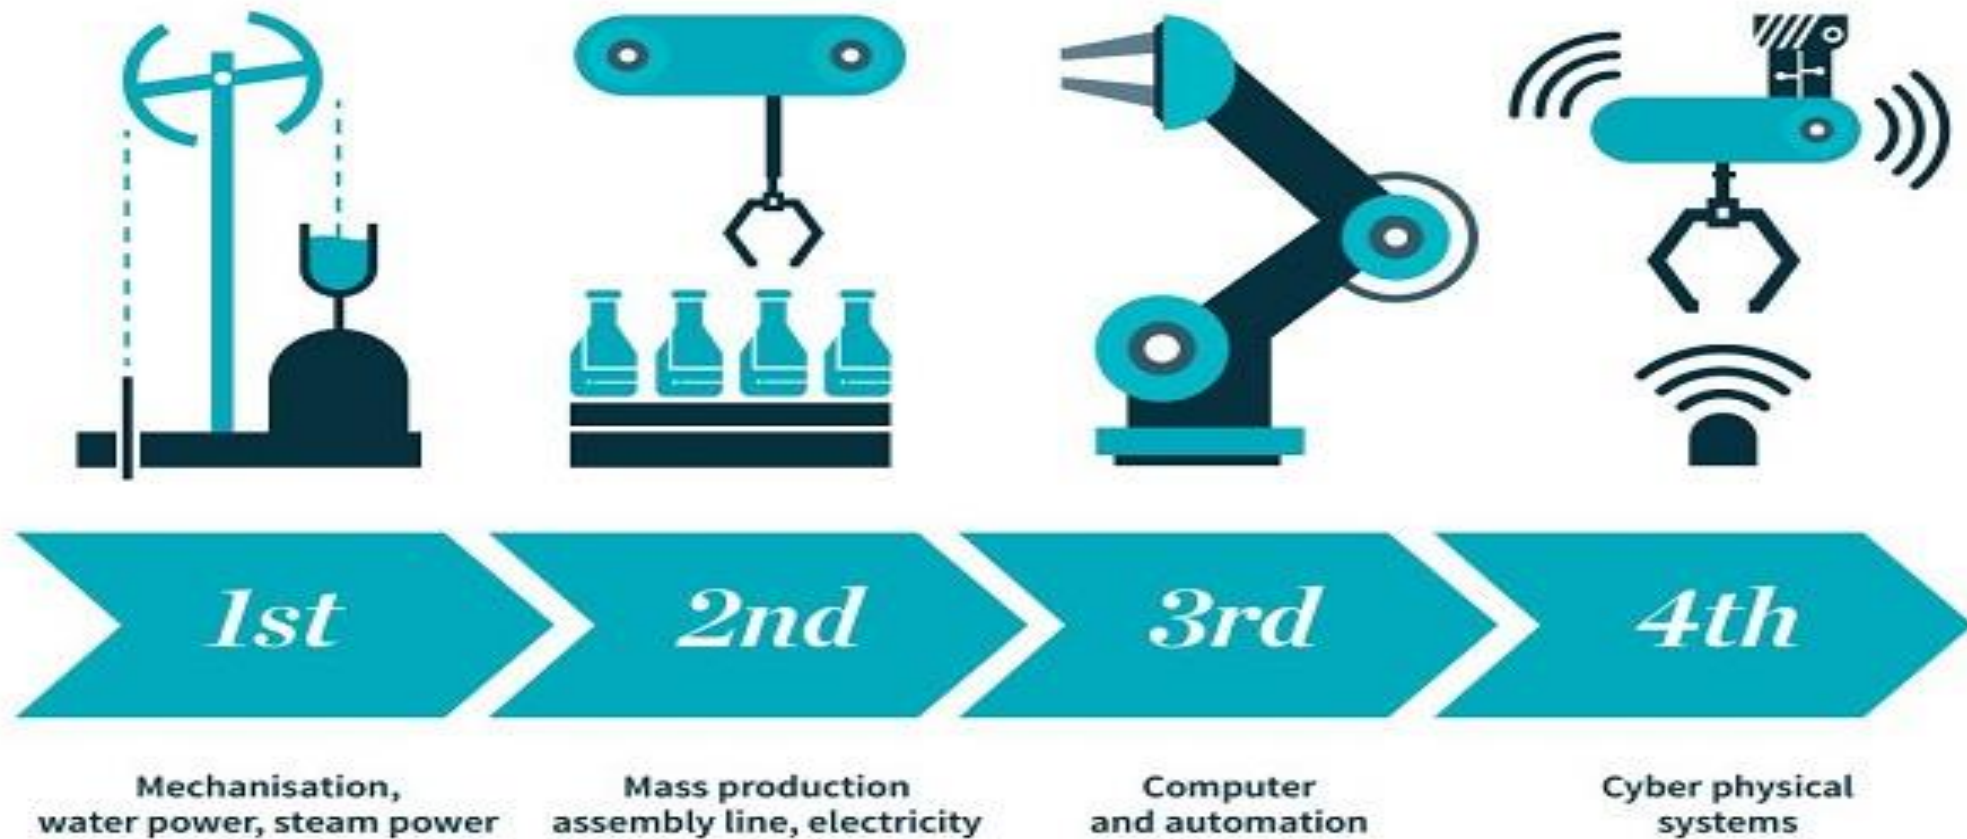 1st
2nd
3rd
4th
Mechanisation,
water power, steam power
Mass production
assembly line, electricity
Computer
and automation
Cyber physical
systems